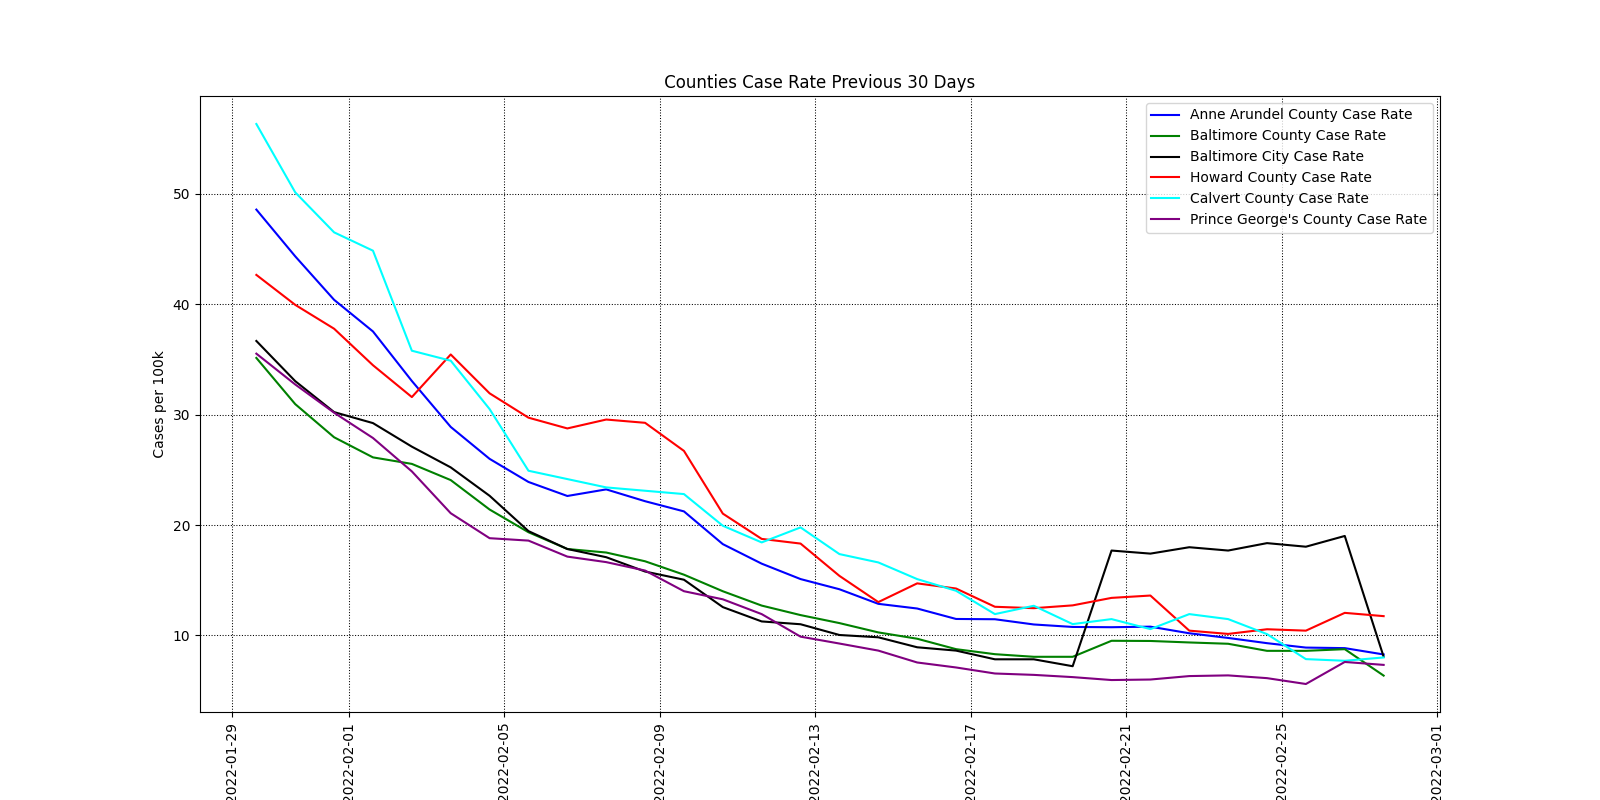 Counties Case Rate Previous 30 Days
Anne Arundel County Case Rate
Baltimore County Case Rate
Baltimore City Case Rate
Howard County Case Rate
Calvert County Case Rate
Prince George's County Case Rate
Cases per 100k
50
40
30
20
10
2022-01-29
2022-02-01
2022-02-05
2022-02-09
2022-02-13
2022-02-17
2022-02-21
2022-02-25
2022-03-01